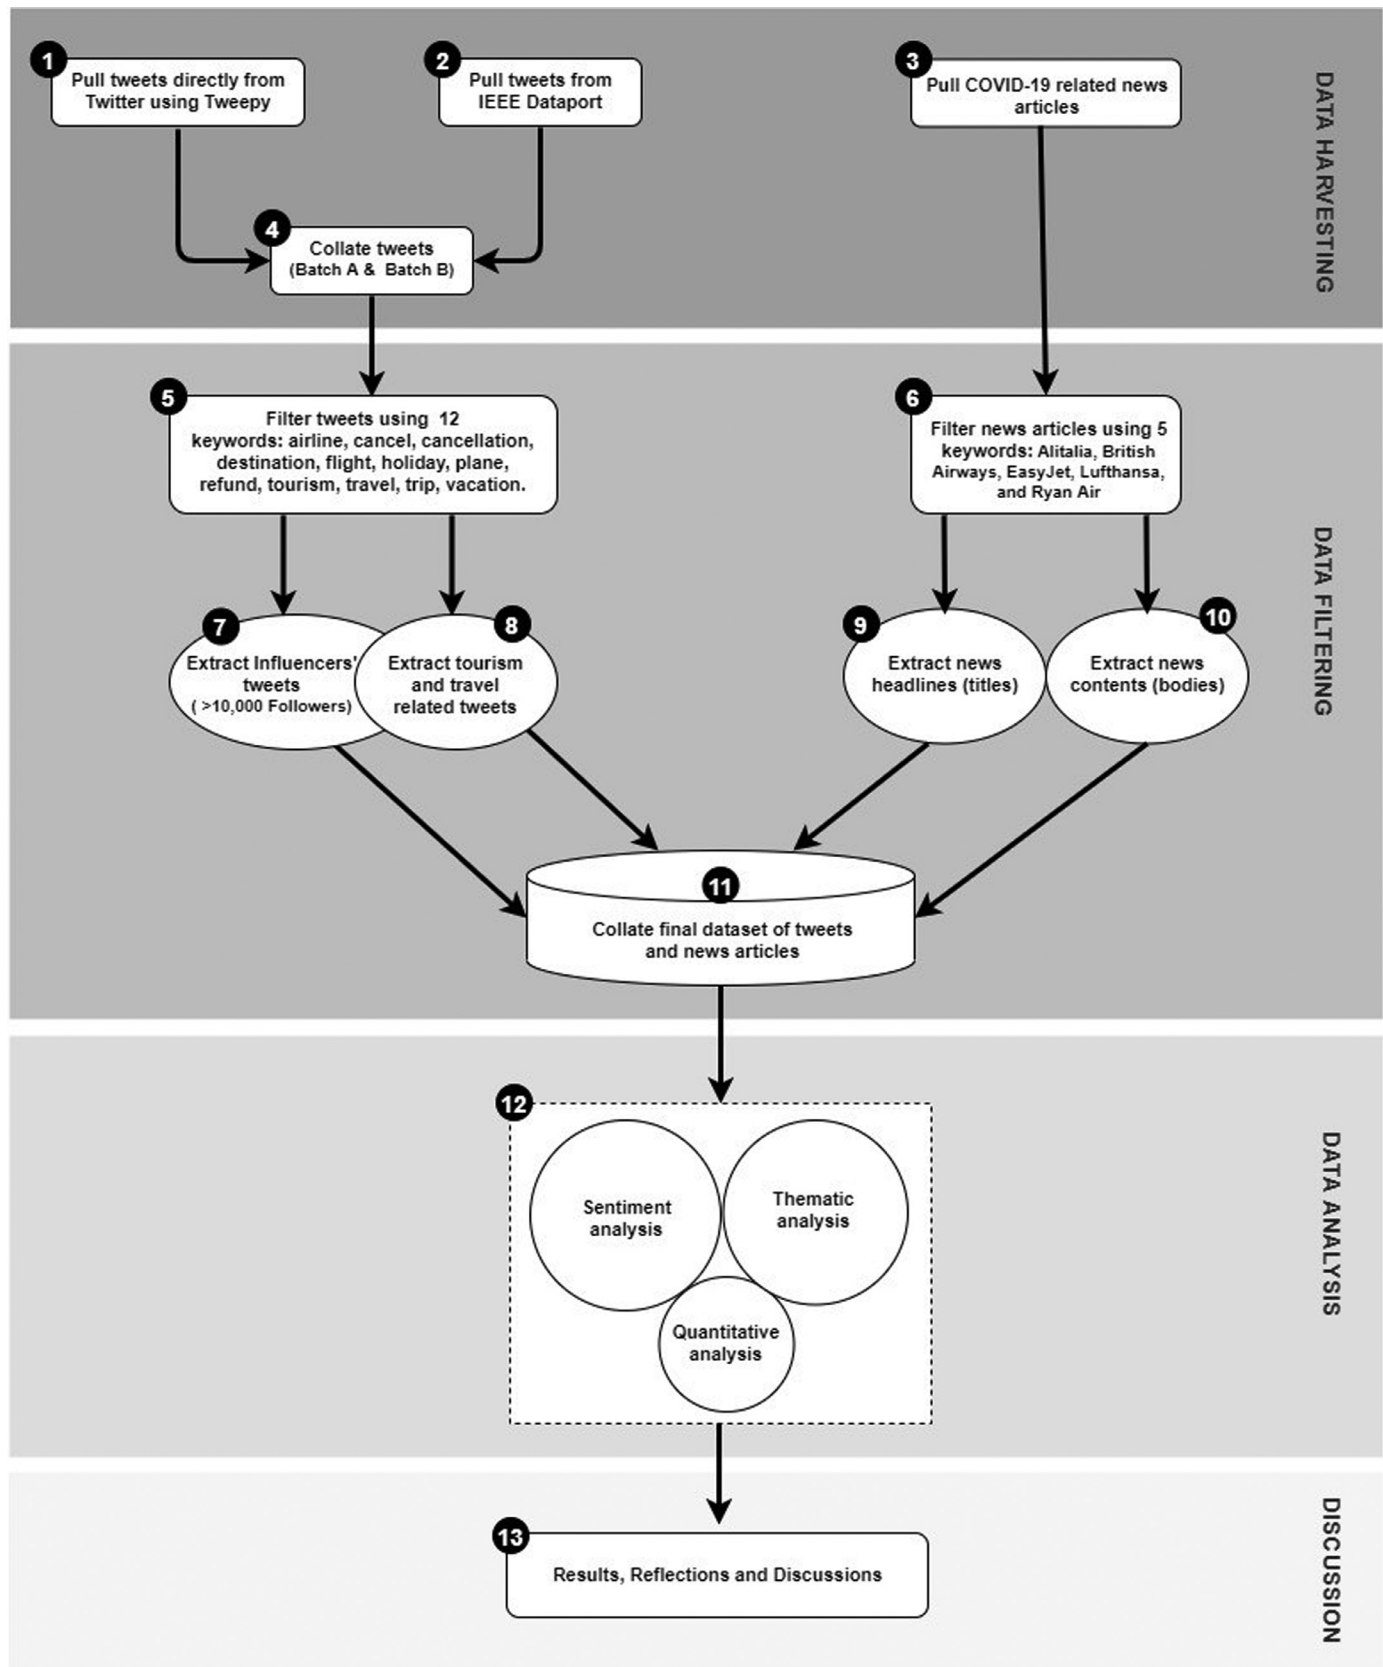 1
Pull tweets directly from
Twitter using Tweepy
2
Pull tweets from
IEEE Dataport
3
Pull COVID-19 related news
articles
DATA HARVESTING
4
Collate tweets
(Batch A & Batch B)
5
Filter tweets using 12
keywords: airline, cancel, cancellation,
destination, flight, holiday, plane,
refund, tourism, travel, trip, vacation.
6
Filter news articles using 5
keywords: Alitalia, British
Airways, EasyJet, Lufthansa,
and Ryan Air
DATA FILTERING
7
Extract Influencers'
tweets
( >10,000 Followers)
8
Extract tourism
and travel
related tweets
9
Extract news
headlines (titles)
10
Extract news
contents (bodies)
11
Collate final dataset of tweets
and news articles
12
Sentiment
analysis
Thematic
analysis
Quantitative
analysis
DATA ANALYSIS
13
Results, Reflections and Discussions
DISCUSSION